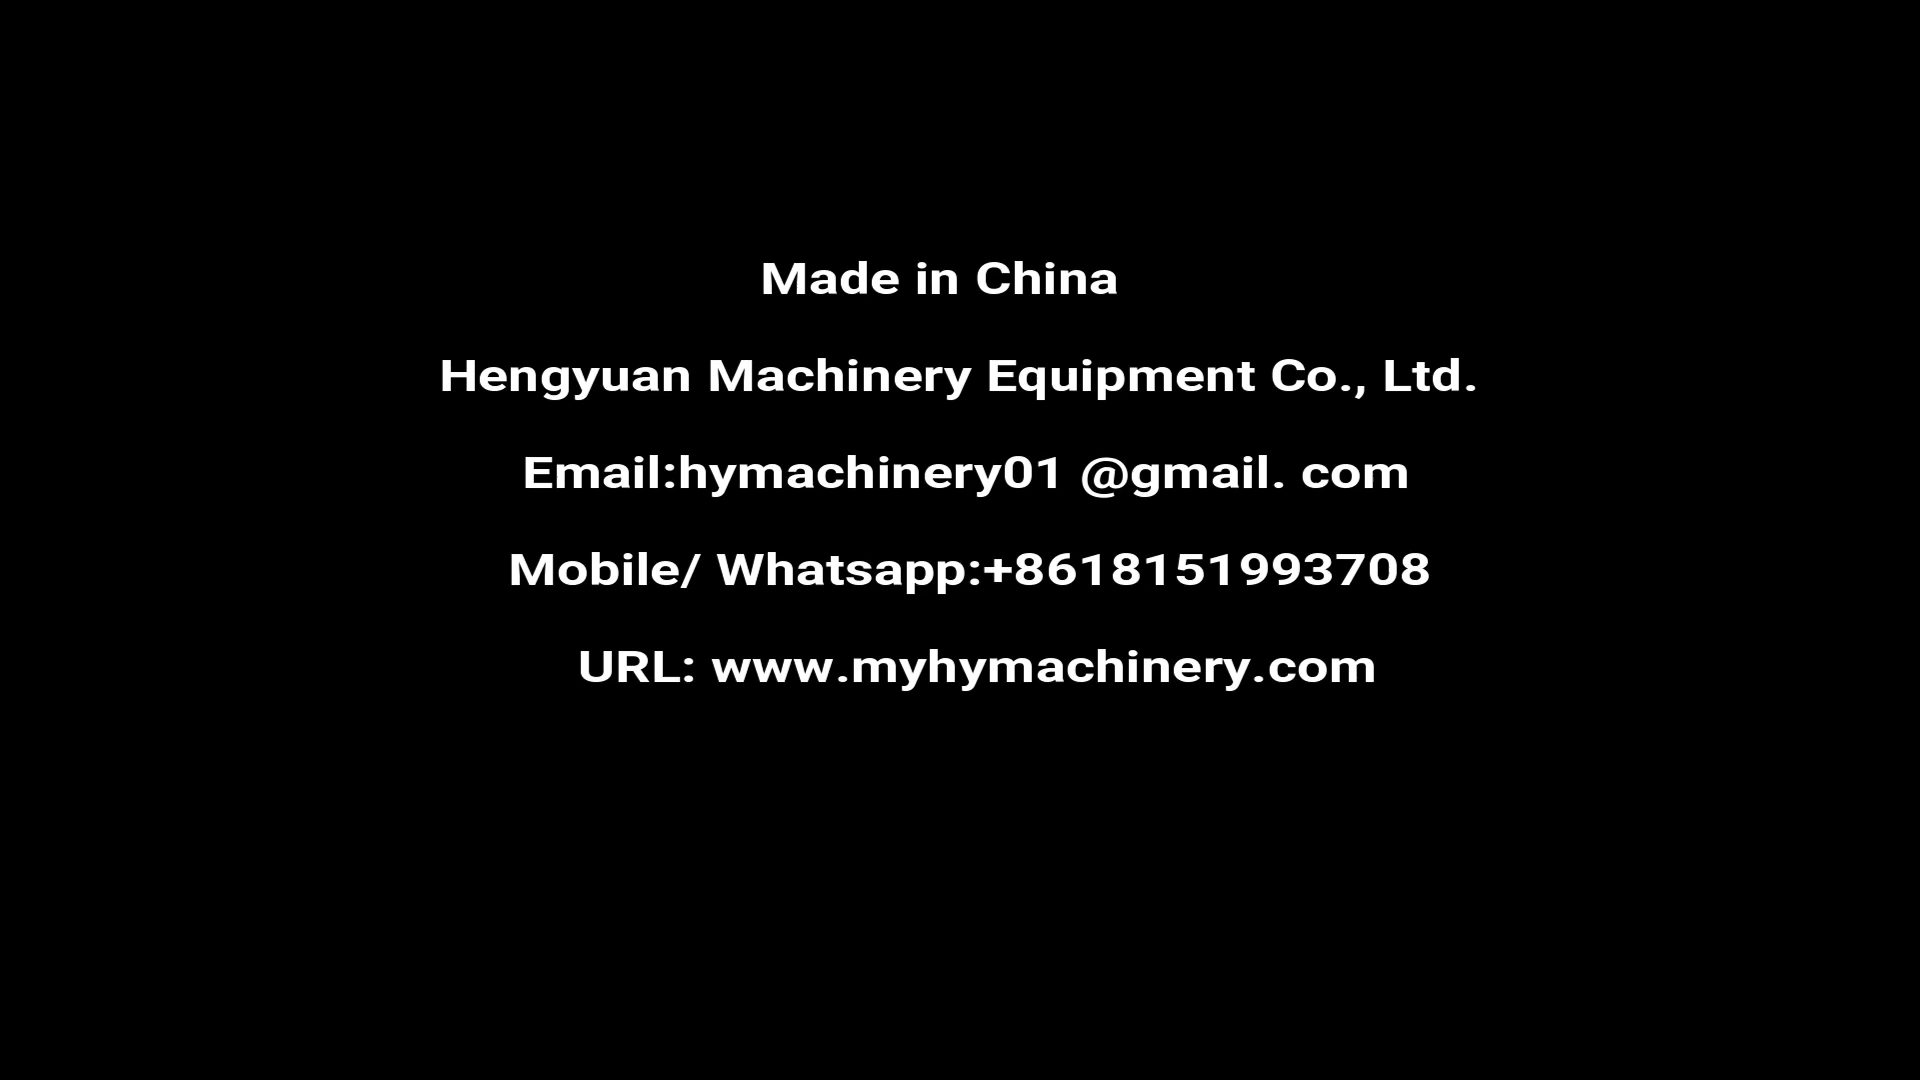 Made in China
Hengyuan Machinery Equipment Co., Ltd.
Email:hymachinery01 @gmail. com
Mobile/ Whatsapp:+8618151993708
URL: www.myhymachinery.com